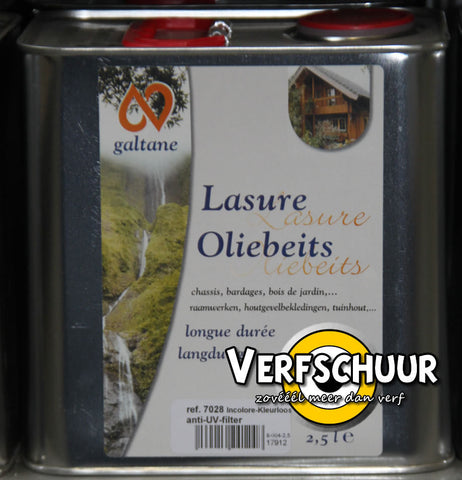 galtane
Lasure
Lasure
Oliebeits
Oliebeits
chassis, bardages, bois de jardin,...
raamwerken, houtgevelbekledingen, tuinhout,...
longue durée
VERFSCHUUR
zovéél meer dan verf
ref. 7028 Incolore-Kleurloos
anti-UV-filter
17912
2,5 l e